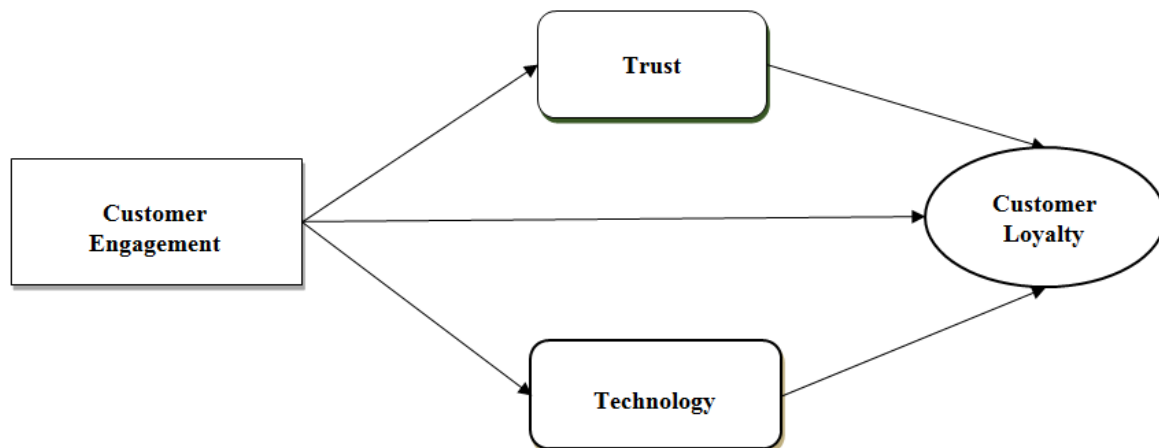 Trust
Customer
Engagement
Customer
Loyalty
Technology